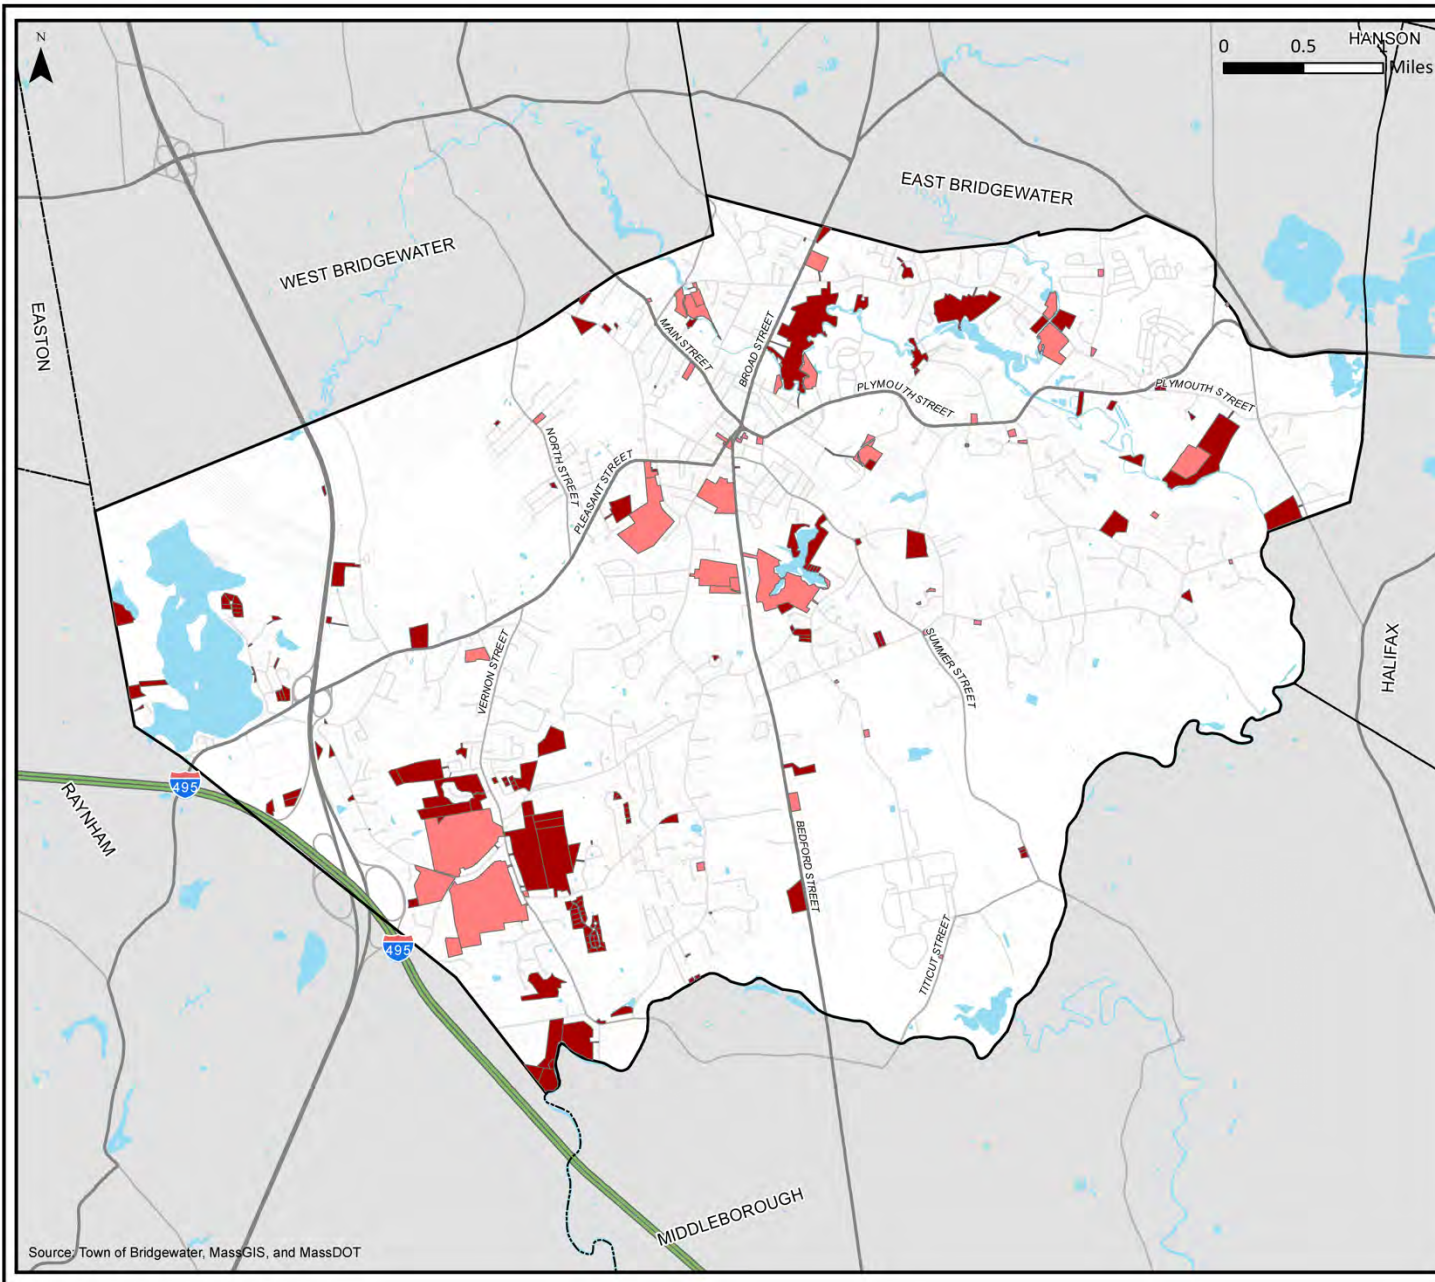 N
0 0.5 1 Miles
HANSON
EAST BRIDGEWATER
WEST BRIDGEWATER
EASTON
MAIN STREET
BROAD STREET
PLYMOUTH STREET
PLYMOUTH STREET
NORTH STREET
PLEASANT STREET
VERNON STREET
SUMMER STREET
HALIFAX
RAYNHAM
495
BEDFORD STREET
495
TITICUT STREET
MIDDLEBOROUGH
Source: Town of Bridgewater, MassGIS, and MassDOT